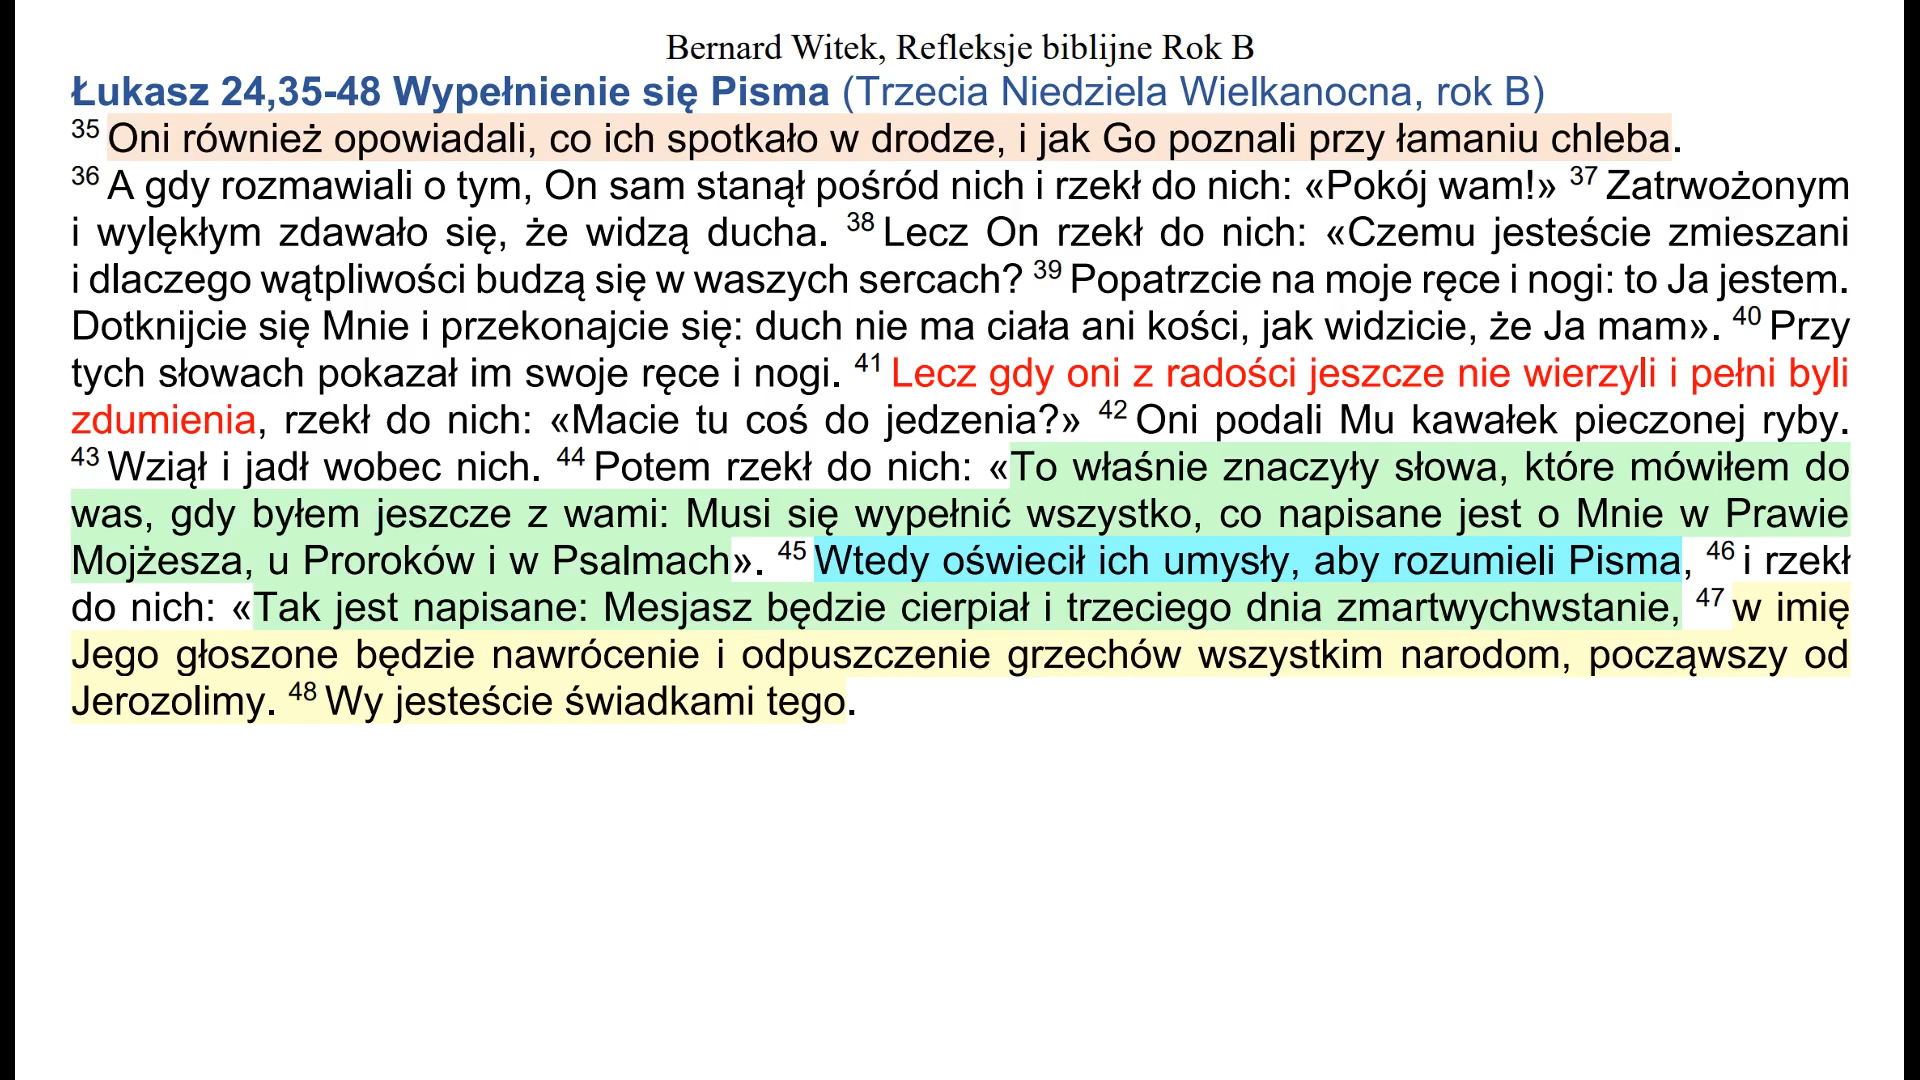 Bernard Witek, Refleksje biblijne Rok B
Łukasz 24,35-48 Wypełnienie się Pisma (Trzecia Niedziela Wielkanocna, rok B)
35 Oni również opowiadali, co ich spotkało w drodze, i jak Go poznali przy łamaniu chleba.
36 A gdy rozmawiali o tym, On sam stanął pośród nich i rzekł do nich: «Pokój wam!» 37 Zatrwożonym
i wylękłym zdawało się, że widzą ducha. 38 Lecz On rzekł do nich: «Czemu jesteście zmieszani
i dlaczego wątpliwości budzą się w waszych sercach? 39 Popatrzcie na moje ręce i nogi: to Ja jestem.
Dotknijcie się Mnie i przekonajcie się: duch nie ma ciała ani kości, jak widzicie, że Ja mam». 40 Przy
tych słowach pokazał im swoje ręce i nogi. 41 Lecz gdy oni z radości jeszcze nie wierzyli i pełni byli
zdumienia, rzekł do nich: «Macie tu coś do jedzenia?» 42 Oni podali Mu kawałek pieczonej ryby.
43 Wziął i jadł wobec nich. 44 Potem rzekł do nich: «To właśnie znaczyły słowa, które mówiłem do
was, gdy byłem jeszcze z wami: Musi się wypełnić wszystko, co napisane jest o Mnie w Prawie
Mojżesza, u Proroków i w Psalmach». 45 Wtedy oświecił ich umysły, aby rozumieli Pisma, 46 i rzekł
do nich: «Tak jest napisane: Mesjasz będzie cierpiał i trzeciego dnia zmartwychwstanie, 47 w imię
Jego głoszone będzie nawrócenie i odpuszczenie grzechów wszystkim narodom, począwszy od
Jerozolimy. 48 Wy jesteście świadkami tego.